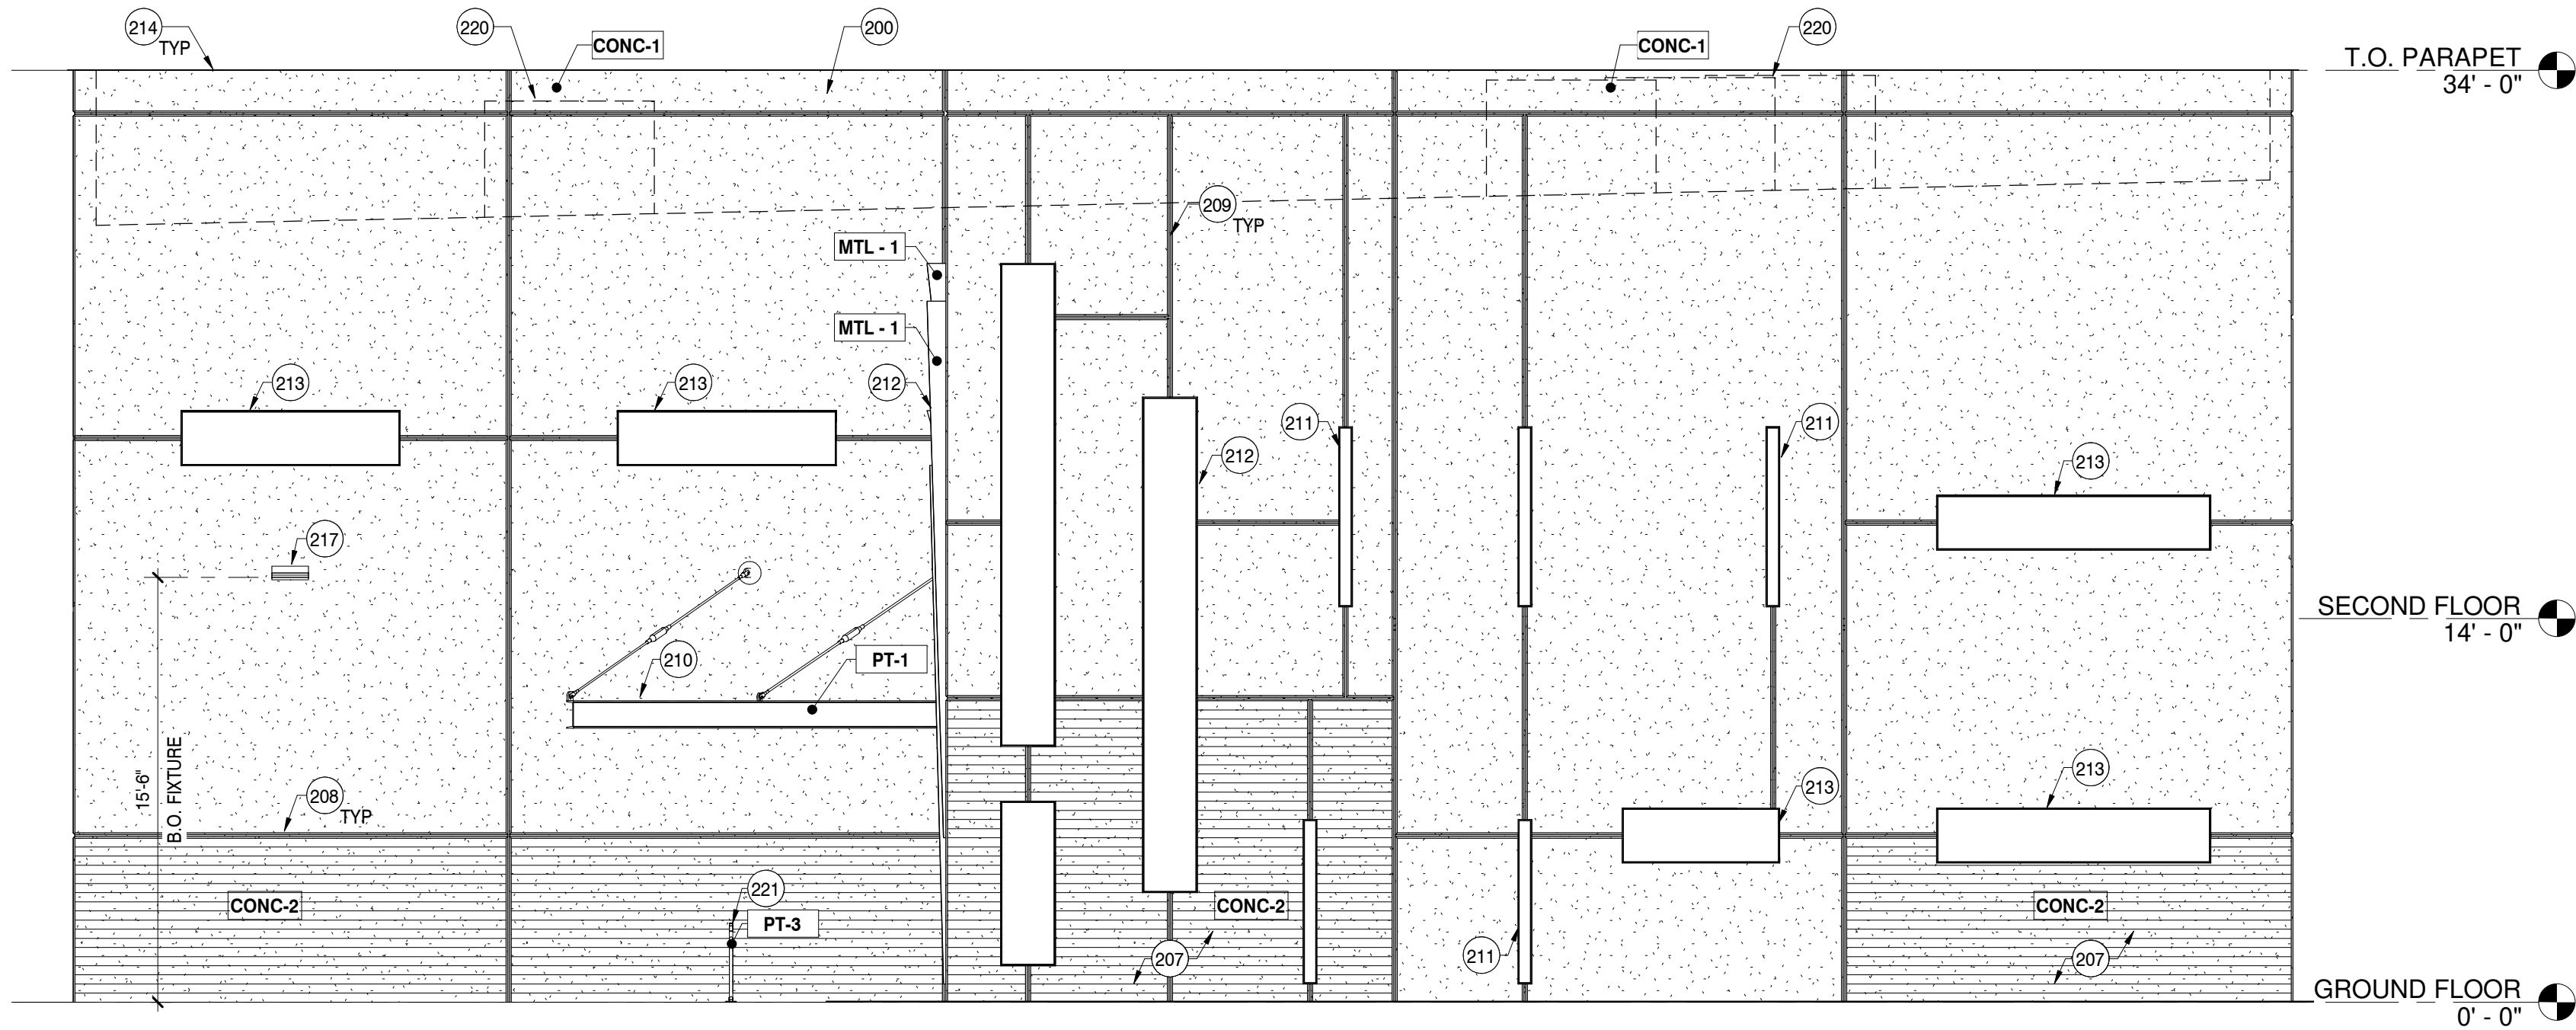 214
TYP
220
CONC-1
200
CONC-1
220
T.O. PARAPET
34' - 0"
209
TYP
MTL - 1
MTL - 1
213
213
212
211
212
211
213
217
SECOND FLOOR
14' - 0"
210
PT-1
15'-6"
B.O. FIXTURE
208
TYP
213
213
221
PT-3
CONC-2
CONC-2
CONC-2
211
207
207
GROUND FLOOR
0' - 0"